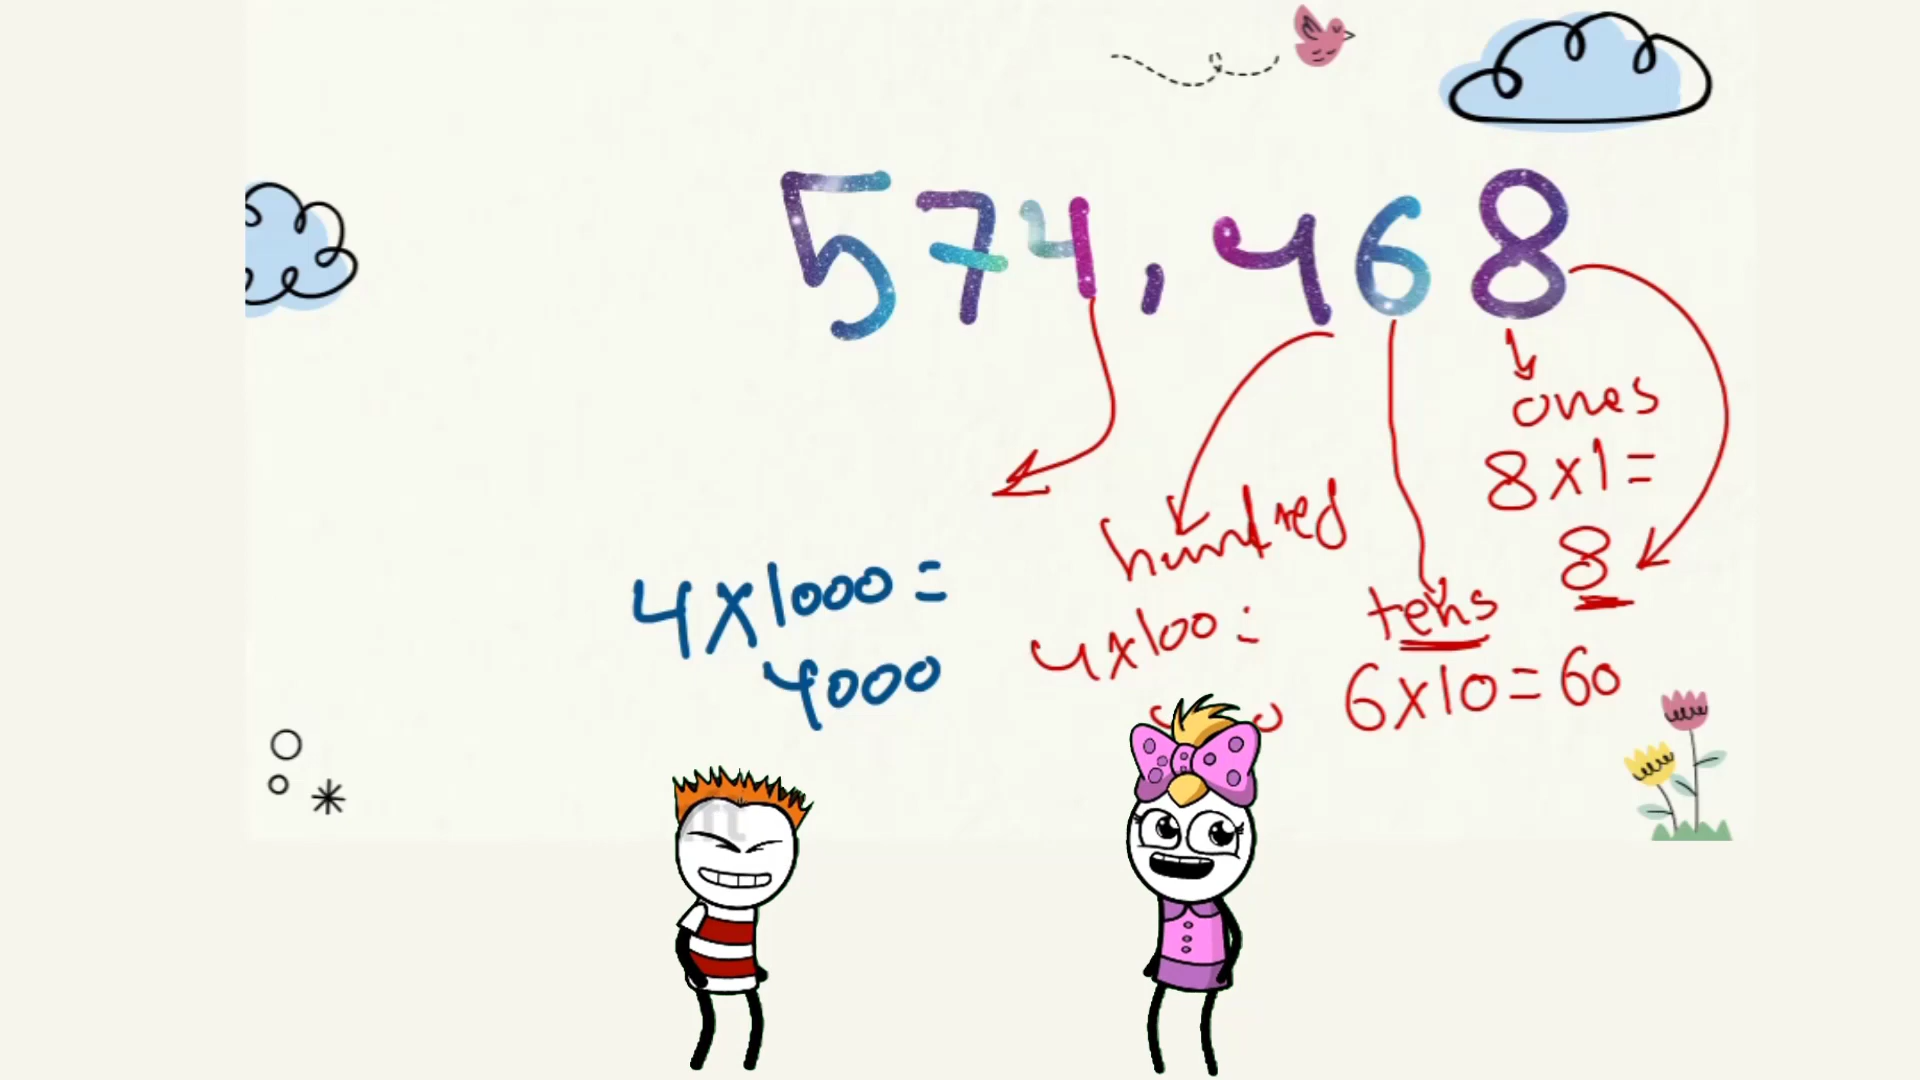 574,468
ones
8x1=
8
hundred
tens
4x1000=
4000
4x100=
6x10=60